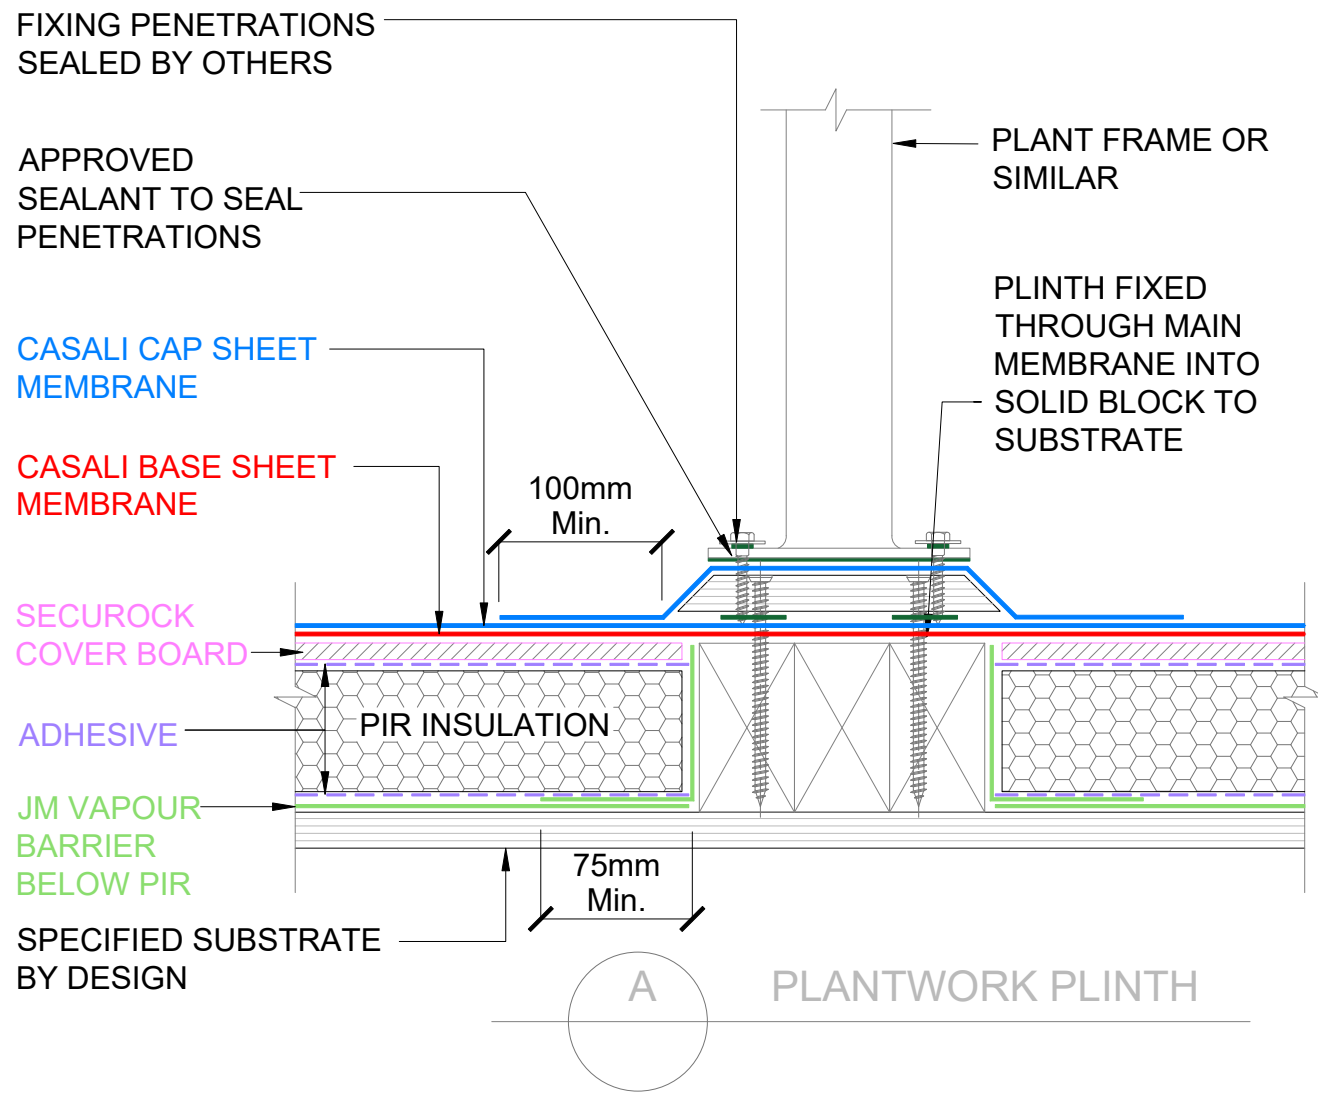 FIXING PENETRATIONS
SEALED BY OTHERS
APPROVED
SEALANT TO SEAL
PENETRATIONS
PLANT FRAME OR
SIMILAR
PLINTH FIXED
THROUGH MAIN
MEMBRANE INTO
SOLID BLOCK TO
SUBSTRATE
CASALI CAP SHEET
MEMBRANE
CASALI BASE SHEET
MEMBRANE
100mm
Min.
SECUROCK
COVER BOARD
ADHESIVE
PIR INSULATION
JM VAPOUR
BARRIER
BELOW PIR
75mm
Min.
SPECIFIED SUBSTRATE
BY DESIGN
A
PLANTWORK PLINTH